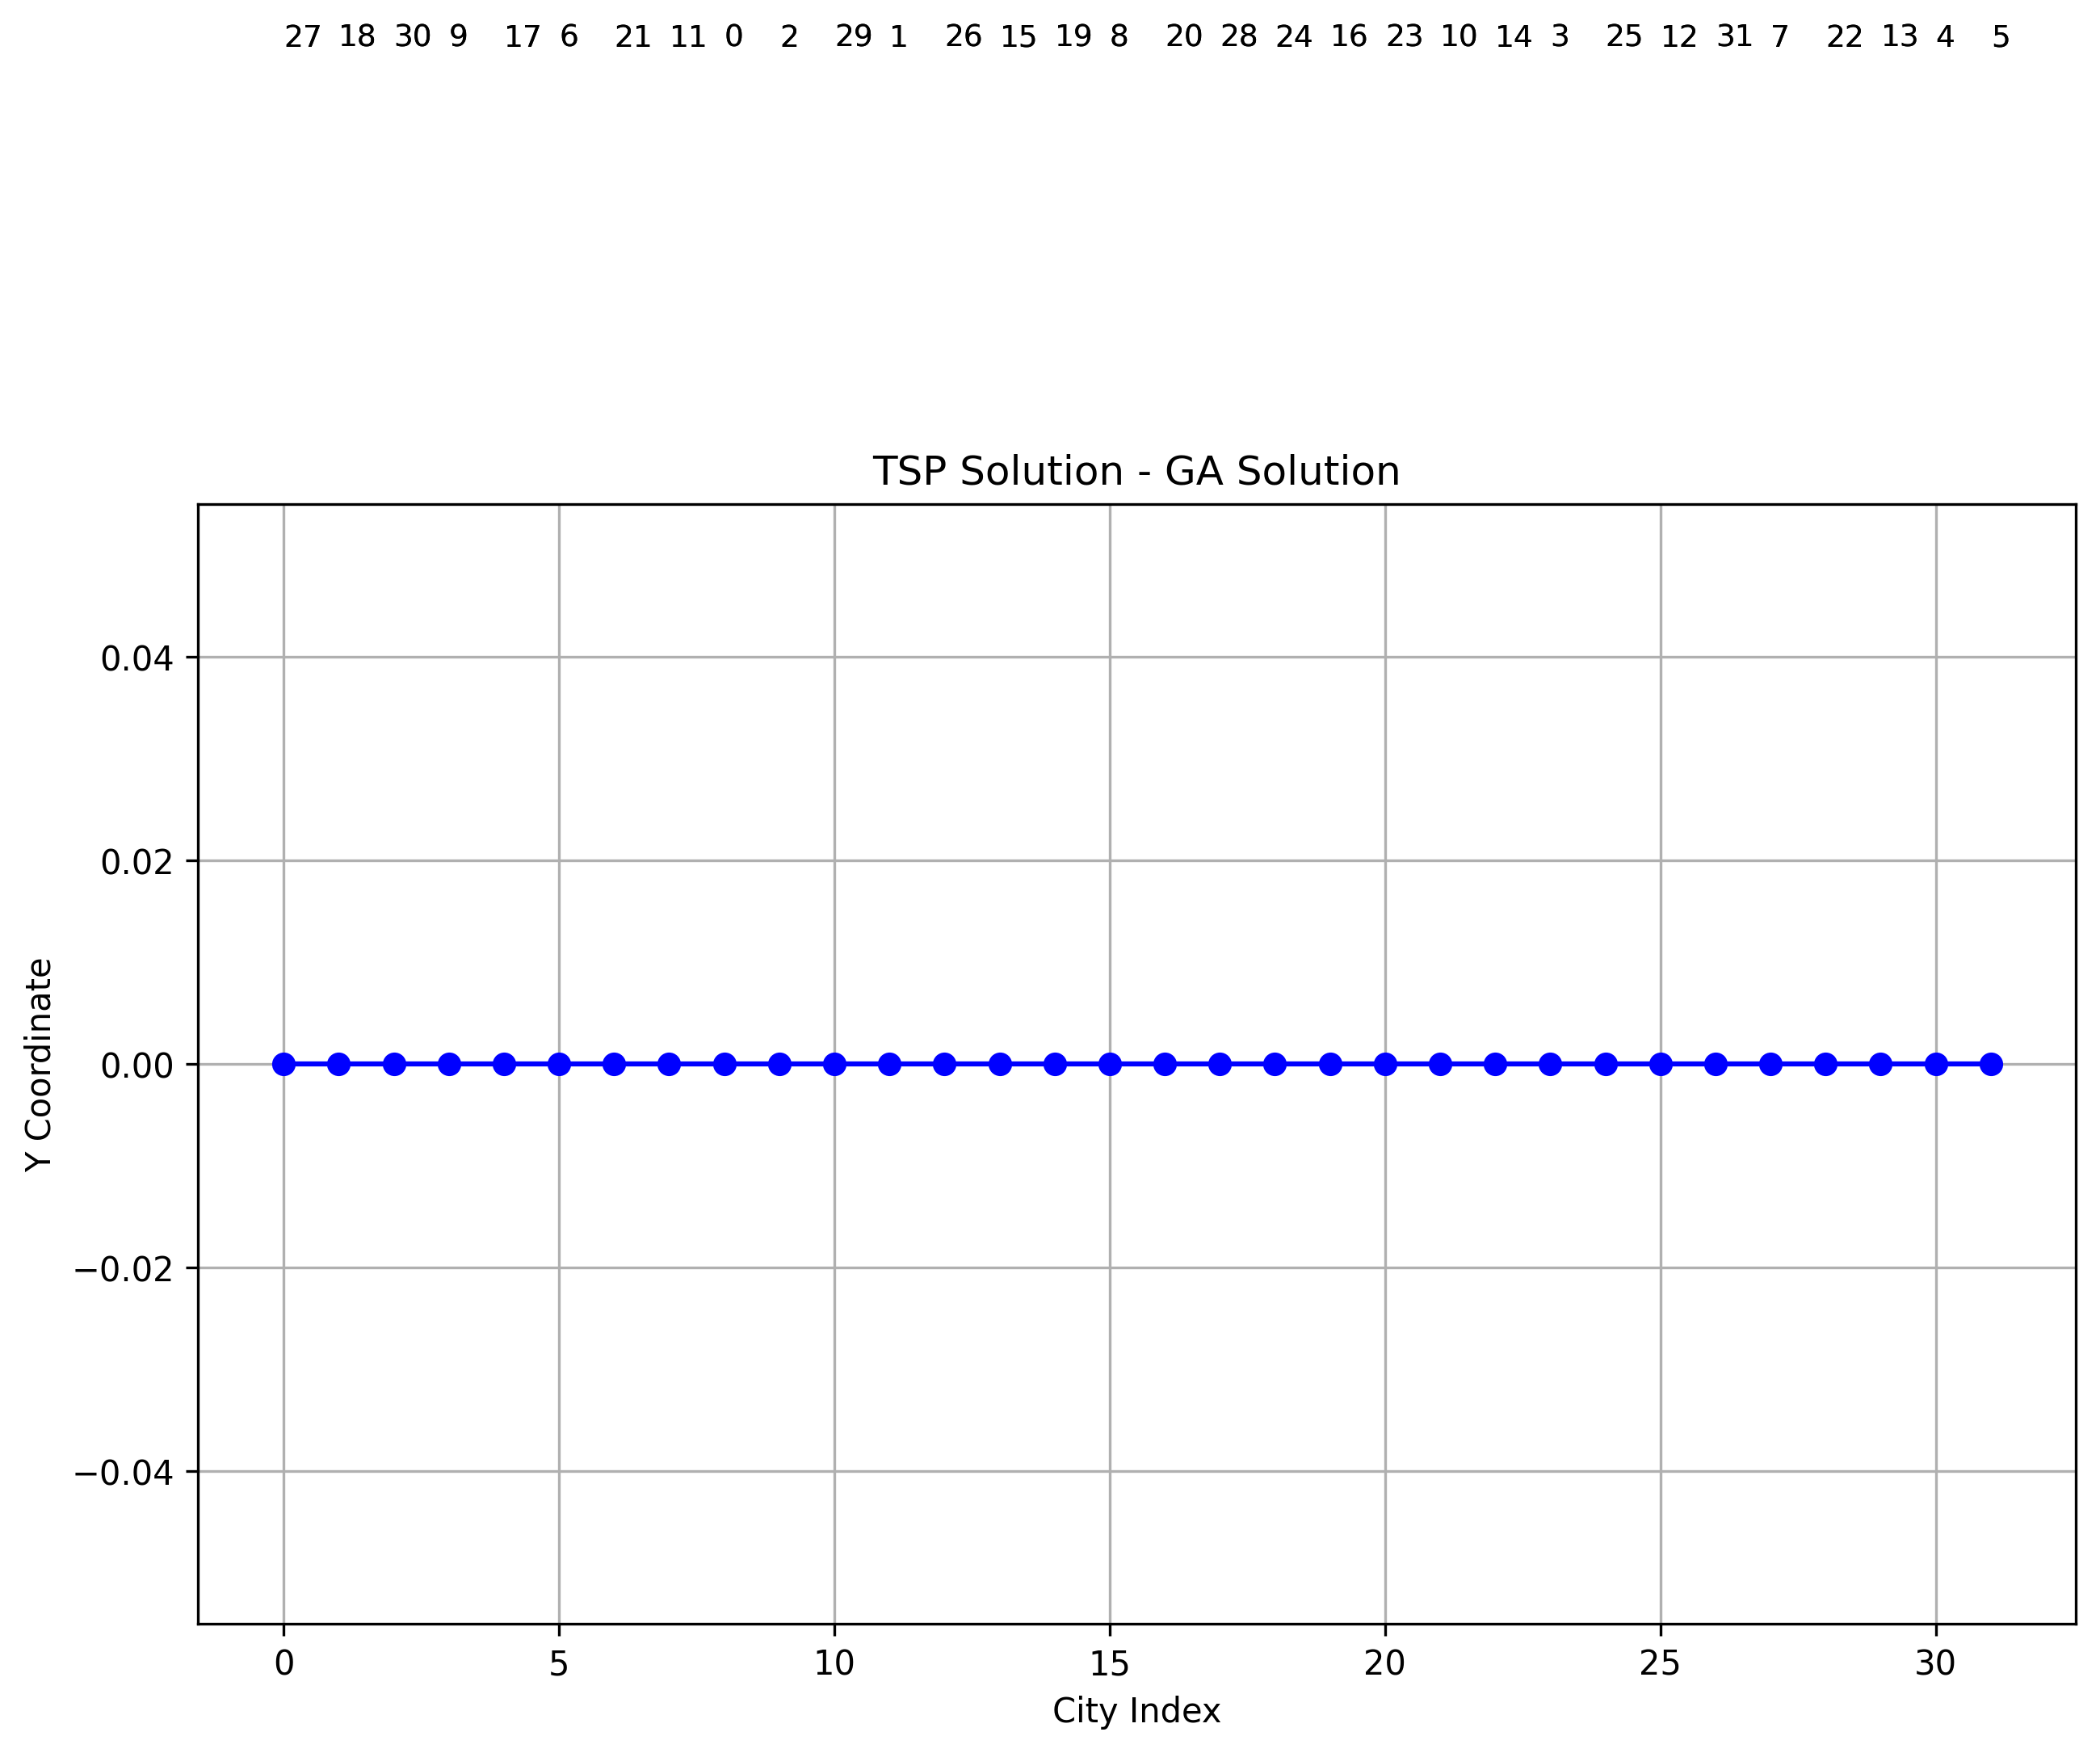 27 18 30 9 17 6 21 11 0 2 29 1 26 15 19 8 20 28 24 16 23 10 14 3 25 12 31 7 22 13 4 5
TSP Solution - GA Solution
0.04
0.02
0.00
−0.02
−0.04
Y Coordinate
0 5 10 15 20 25 30
City Index